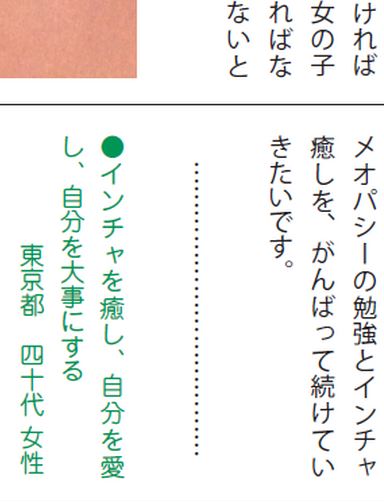 ければ
女の子
ればな
ないと
メオパシーの勉強とインチャ
癒しを、がんばって続けてい
きたいです。
●インチャを癒し、自分を愛
し、自分を大事にする
東京都　四十代 女性